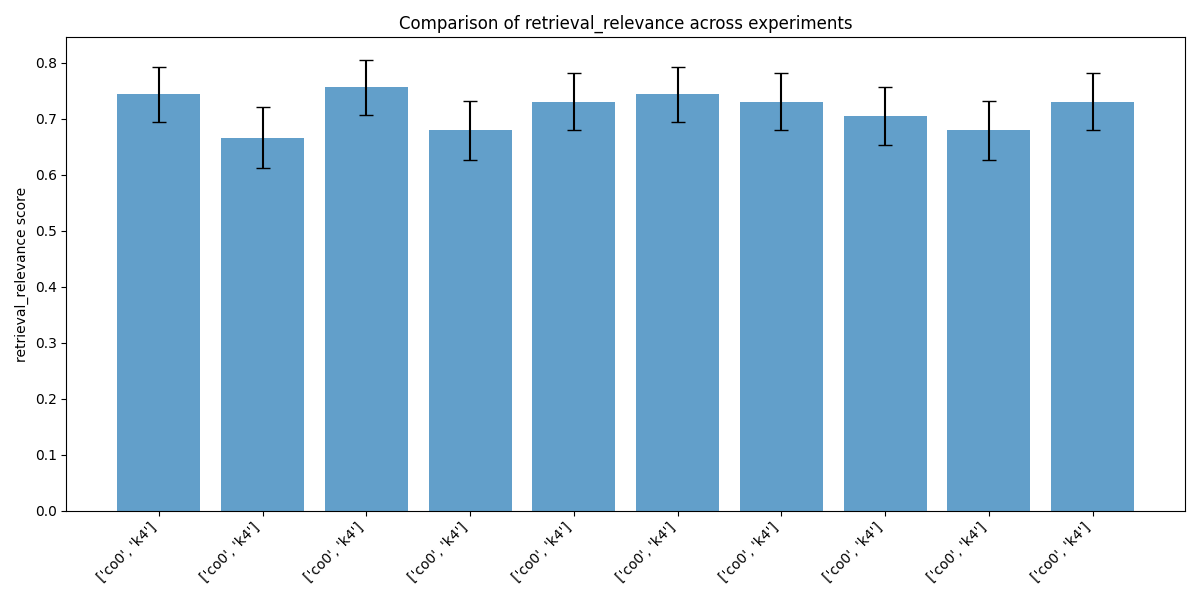 Comparison of retrieval_relevance across experiments
retrieval_relevance score
0.8
0.7
0.6
0.5
0.4
0.3
0.2
0.1
0.0
['co0', 'k4']
['co0', 'k4']
['co0', 'k4']
['co0', 'k4']
['co0', 'k4']
['co0', 'k4']
['co0', 'k4']
['co0', 'k4']
['co0', 'k4']
['co0', 'k4']